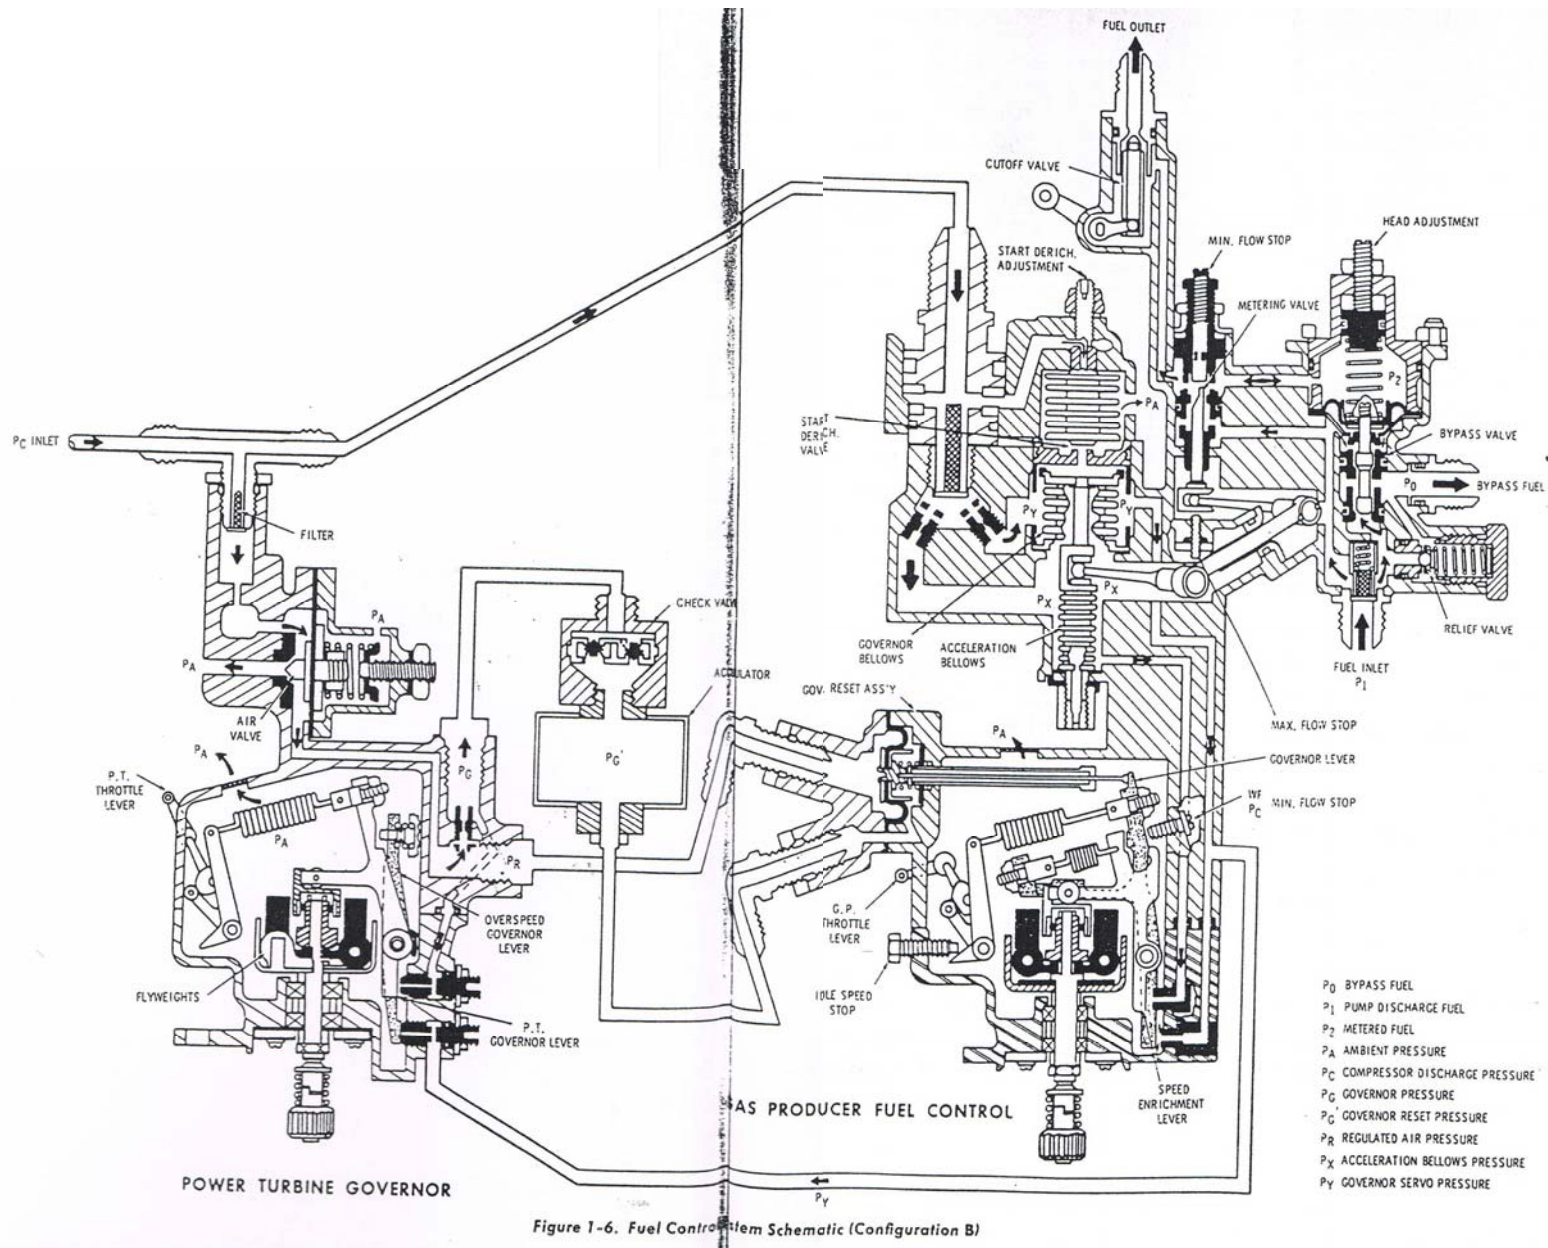 FUEL OUTLET
CUTOFF VALVE
HEAD ADJUSTMENT
MIN. FLOW STOP
START DERICH.
ADJUSTMENT
METERING VALVE
P2
PA
START
DERICH.
VALVE
PC INLET
BYPASS VALVE
PO
BYPASS FUEL
FILTER
PY
PY
PA
PX
PX
CHECK VALV
RELIEF VALVE
GOVERNOR
BELLOWS
ACCELERATION
BELLOWS
FUEL INLET
P1
PA
GOV. RESET ASS'Y
AIR
VALVE
MAX. FLOW STOP
PA
PG
PG'
PA
GOVERNOR LEVER
P.T.
THROTTLE
LEVER
WF
PC
MIN. FLOW STOP
PA
PR
OVERSPEED
GOVERNOR
LEVER
G.P.
THROTTLE
LEVER
FLYWEIGHTS
IDLE SPEED
STOP
P.T.
GOVERNOR LEVER
SPEED
ENRICHMENT
LEVER
PO BYPASS FUEL
P1 PUMP DISCHARGE FUEL
P2 METERED FUEL
PA AMBIENT PRESSURE
PC COMPRESSOR DISCHARGE PRESSURE
PG GOVERNOR PRESSURE
PG' GOVERNOR RESET PRESSURE
PR REGULATED AIR PRESSURE
PX ACCELERATION BELLOWS PRESSURE
PY GOVERNOR SERVO PRESSURE
AS PRODUCER FUEL CONTROL
POWER TURBINE GOVERNOR
PY
Figure 1-6. Fuel Contro tem Schematic (Configuration B)